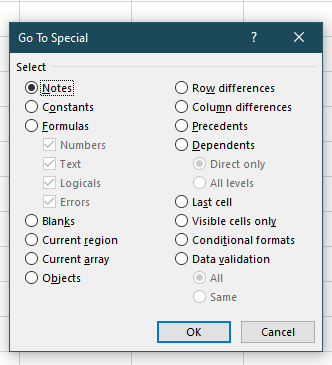 Go To Special
?
Select
Notes
Constants
Formulas
Numbers
Text
Logicals
Errors
Blanks
Current region
Current array
Objects
Row differences
Column differences
Precedents
Dependents
Direct only
All levels
Last cell
Visible cells only
Conditional formats
Data validation
All
Same
OK
Cancel